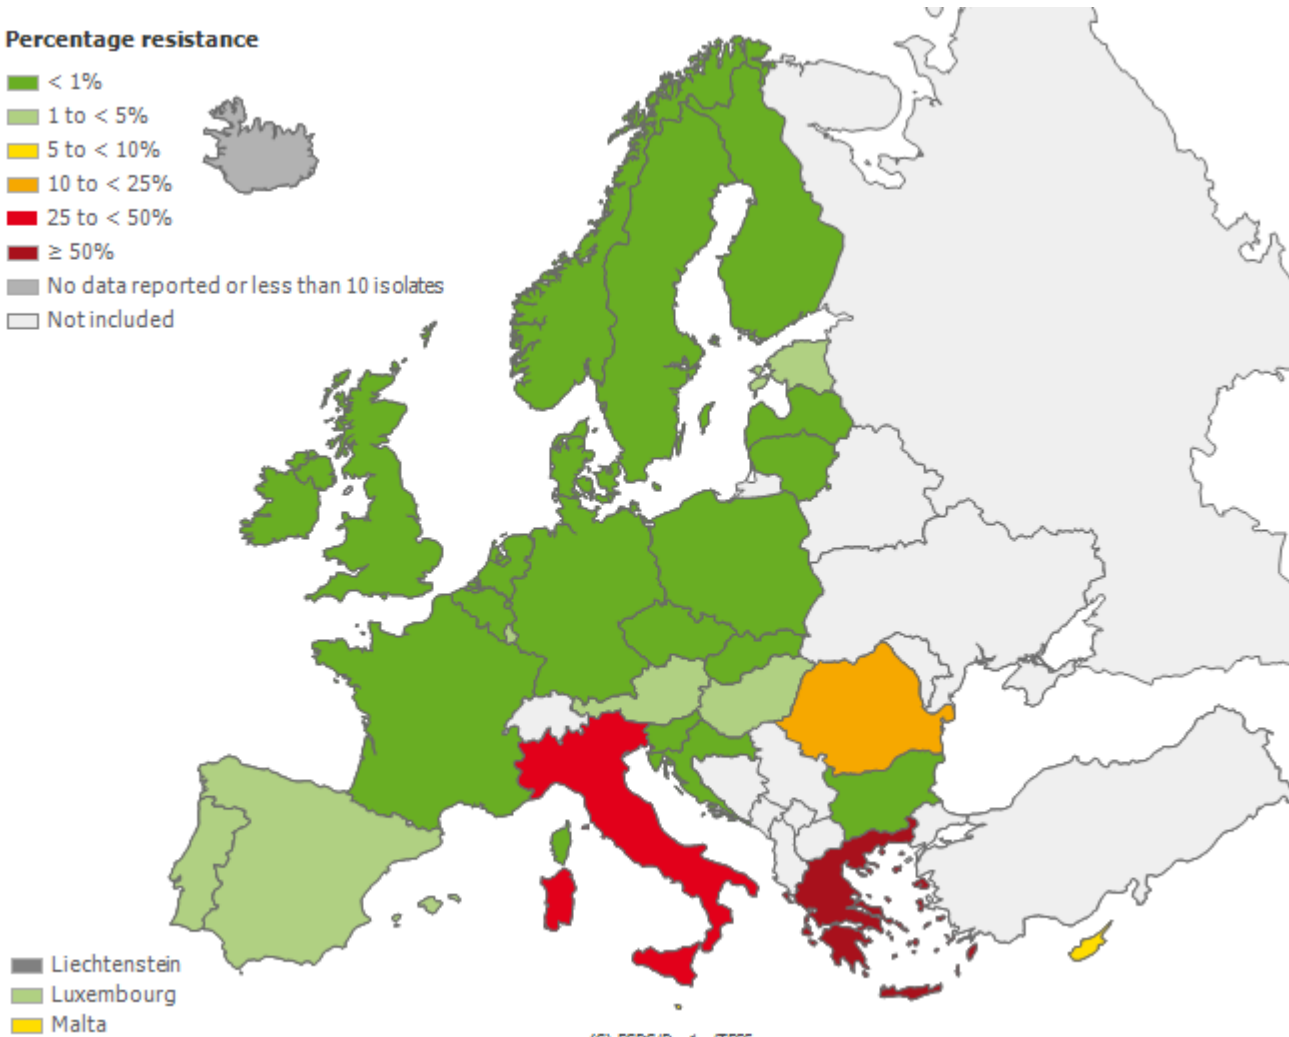 Percentage resistance
< 1%
1 to < 5%
5 to < 10%
10 to < 25%
25 to < 50%
≥ 50%
No data reported or less than 10 isolates
Not included
Liechtenstein
Luxembourg
Malta